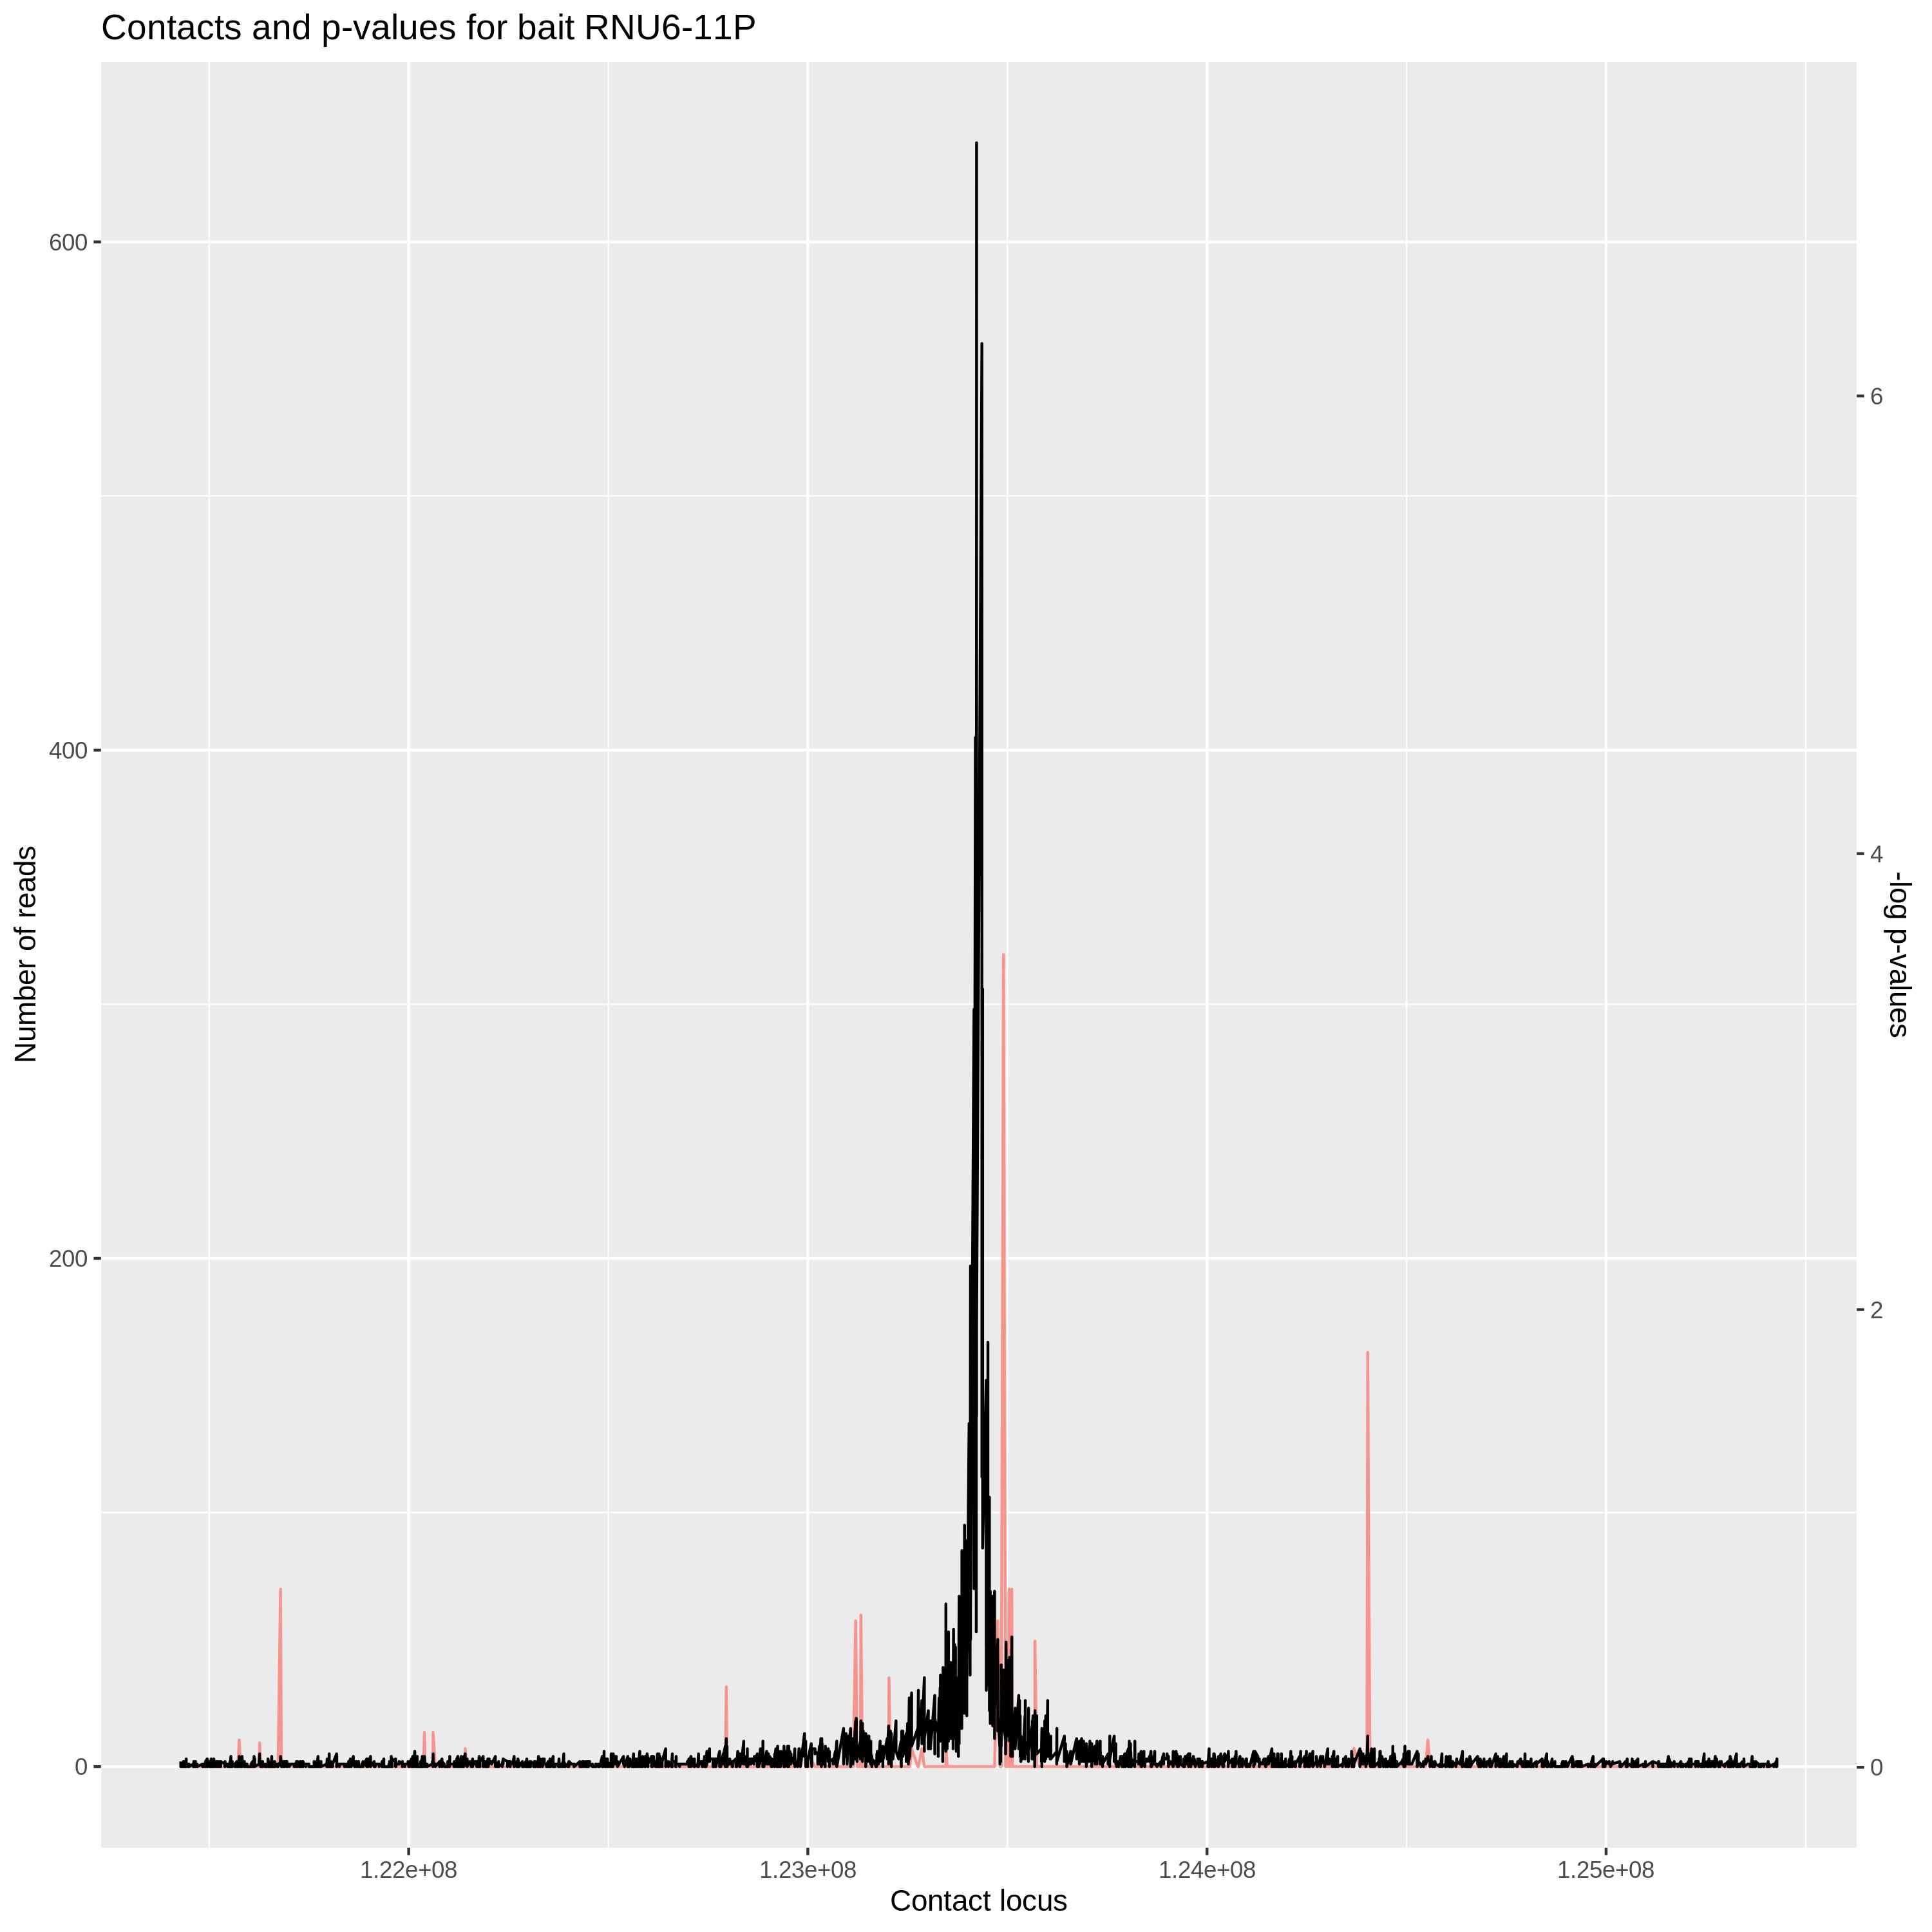 Contacts and p-values for bait RNU6-11P
600
400
200
0
Number of reads
6
4
2
0
-log p-values
1.22e+08
1.23e+08
1.24e+08
1.25e+08
Contact locus